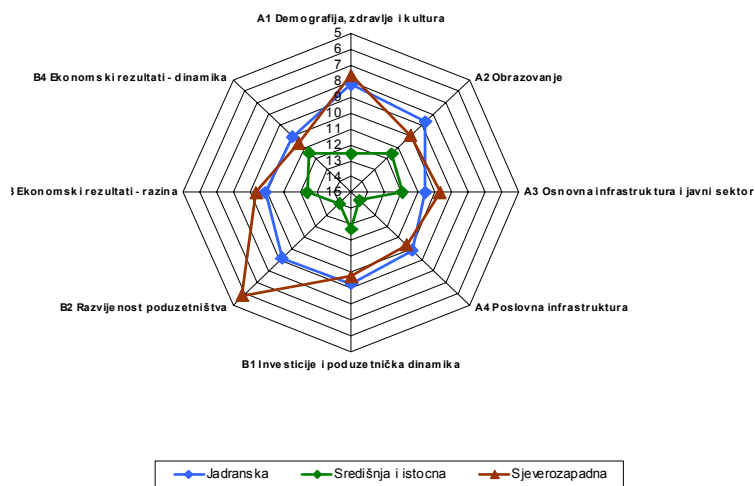 A1 Demografija, zdravlje i kultura
5
6
7
8
9
10
11
12
13
14
15
A2 Obrazovanje
A3 Osnovna infrastruktura i javni sektor
A4 Poslovna infrastruktura
B1 Investicije i poduzetnička dinamika
B2 Razvijenost poduzetništva
3 Ekonomski rezultati - razina
B4 Ekonomski rezultati - dinamika
Jadranska
Središnja i istocna
Sjeverozapadna